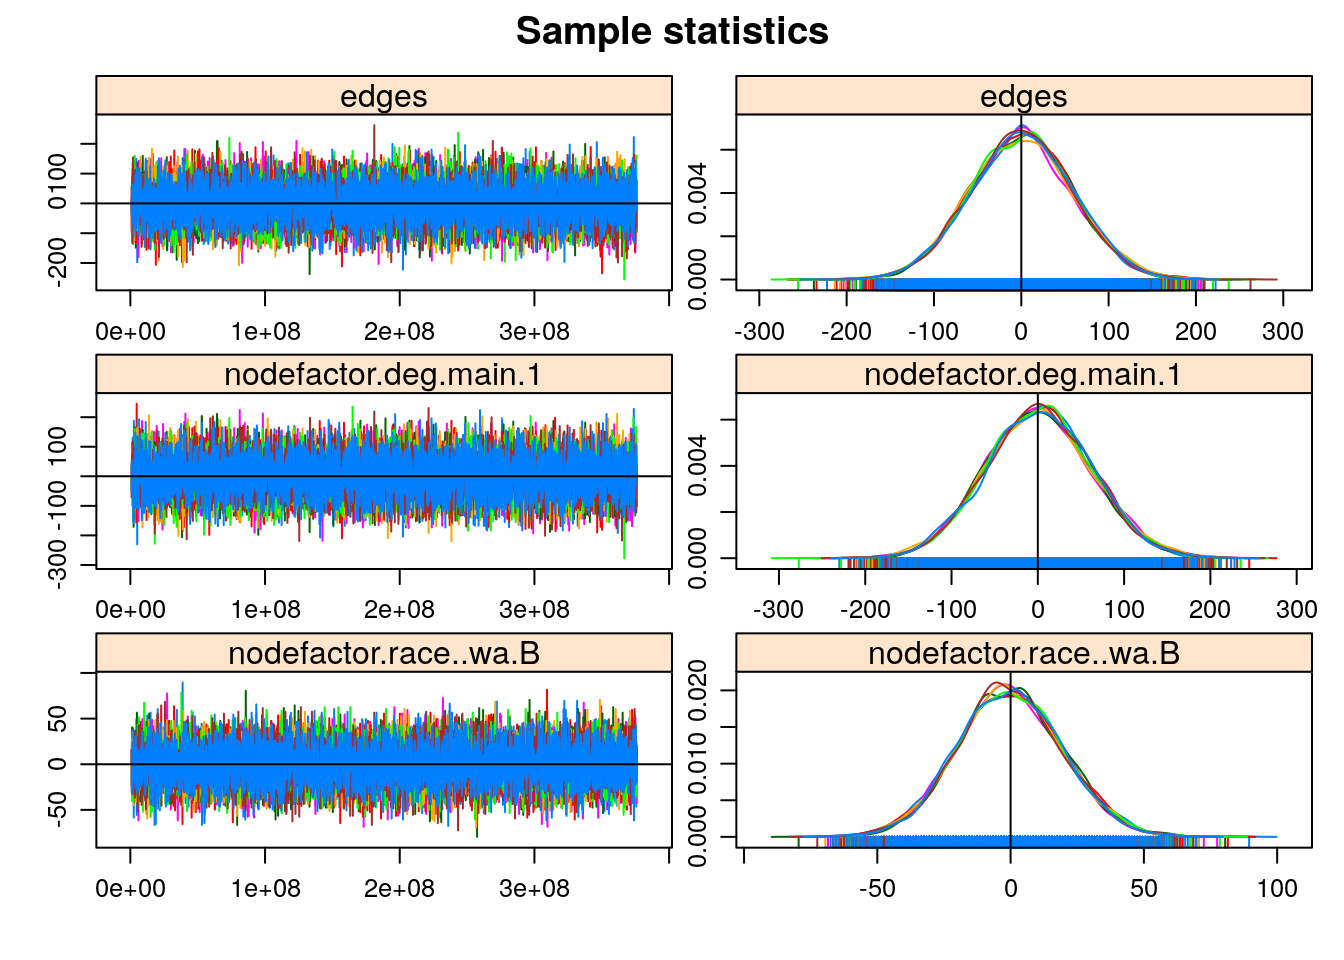 Sample statistics
edges
edges
-200
0
100
0e+00 1e+08 2e+08 3e+08
0.000
0.004
-300 -200 -100 0 100 200 300
nodefactor.deg.main.1
nodefactor.deg.main.1
-300
-100
100
0e+00 1e+08 2e+08 3e+08
0.000
0.004
-300 -200 -100 0 100 200 300
nodefactor.race..wa.B
nodefactor.race..wa.B
-50
0
50
0e+00 1e+08 2e+08 3e+08
0.000
0.010
0.020
-50 0 50 100